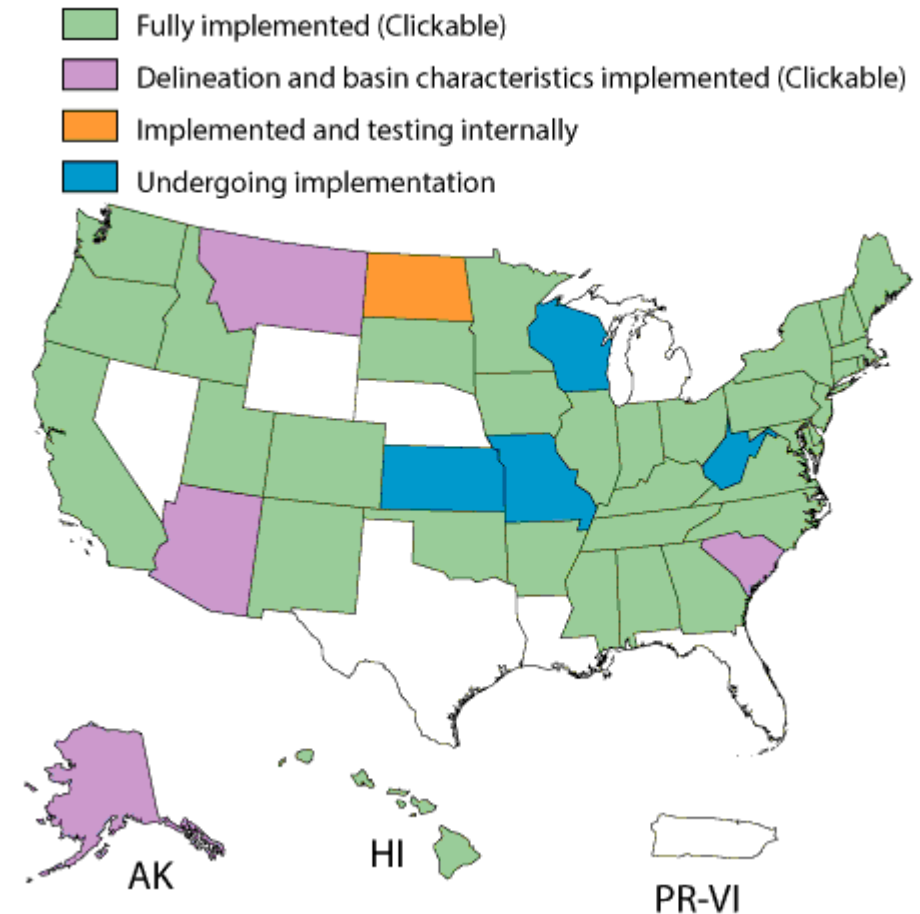 Fully implemented (Clickable)
Delineation and basin characteristics implemented (Clickable)
Implemented and testing internally
Undergoing implementation
AK
HI
PR-VI